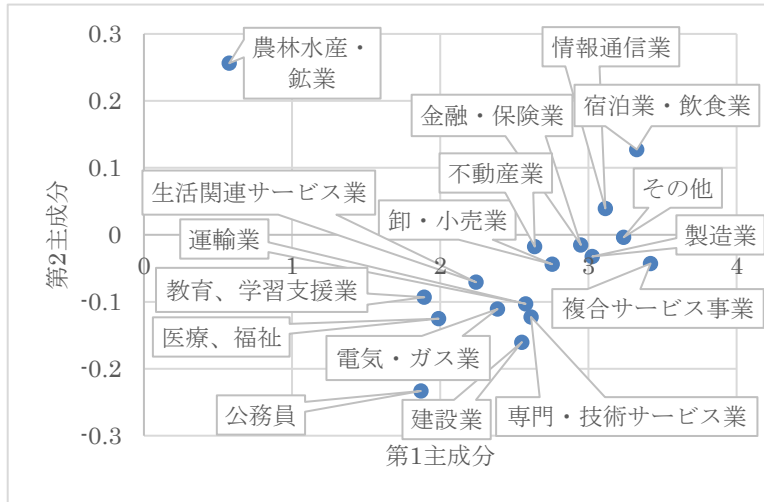 0.3
0.2
0.1
0
-0.1
-0.2
-0.3
0
1
2
3
4
第2主成分
第1主成分
農林水産・
鉱業
情報通信業
宿泊業・飲食業
金融・保険業
不動産業
その他
生活関連サービス業
卸・小売業
製造業
運輸業
教育、学習支援業
複合サービス事業
医療、福祉
電気・ガス業
公務員
建設業
専門・技術サービス業